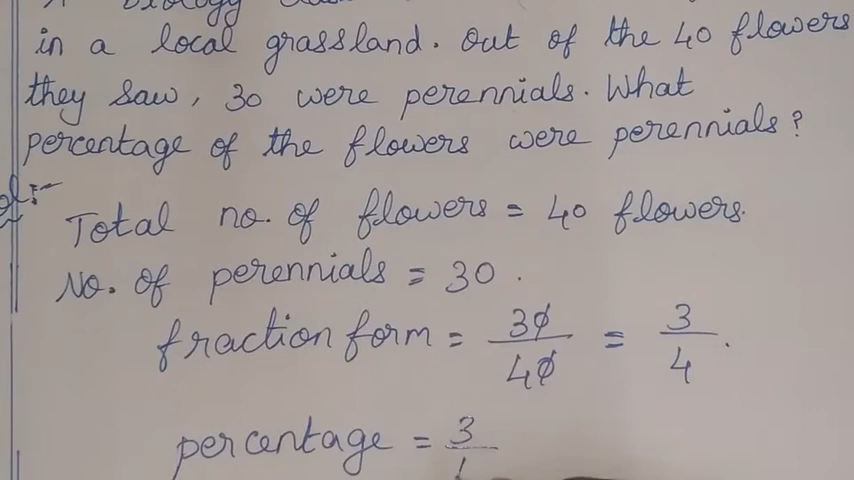 in a local grassland. Out of the 40 flowers
they saw, 30 were perennials. What
percentage of the flowers were perennials?
Total no. of flowers = 40 flowers.
No. of perennials = 30.
fraction form = 30/40 = 3/4.
percentage = 3/